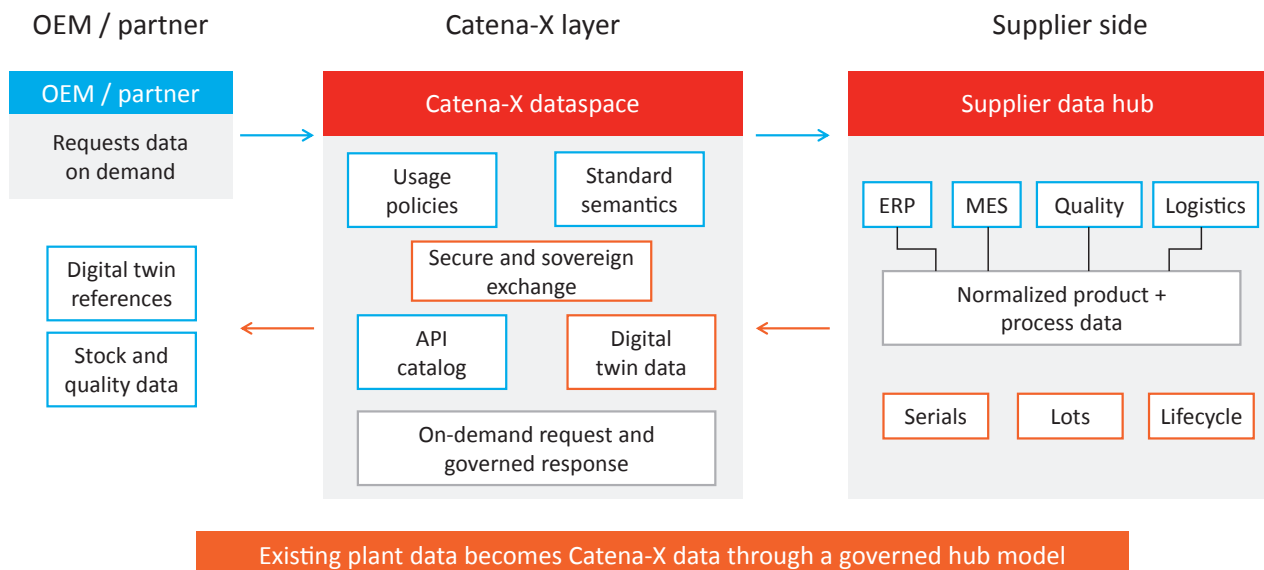 OEM / partner
Catena-X layer
Supplier side
OEM / partner
Requests data
on demand
Digital twin
references
Stock and
quality data
Catena-X dataspace
Usage
policies
Standard
semantics
Secure and sovereign
exchange
API
catalog
Digital
twin data
On-demand request and
governed response
Supplier data hub
ERP
MES
Quality
Logistics
Normalized product +
process data
Serials
Lots
Lifecycle
Existing plant data becomes Catena-X data through a governed hub model